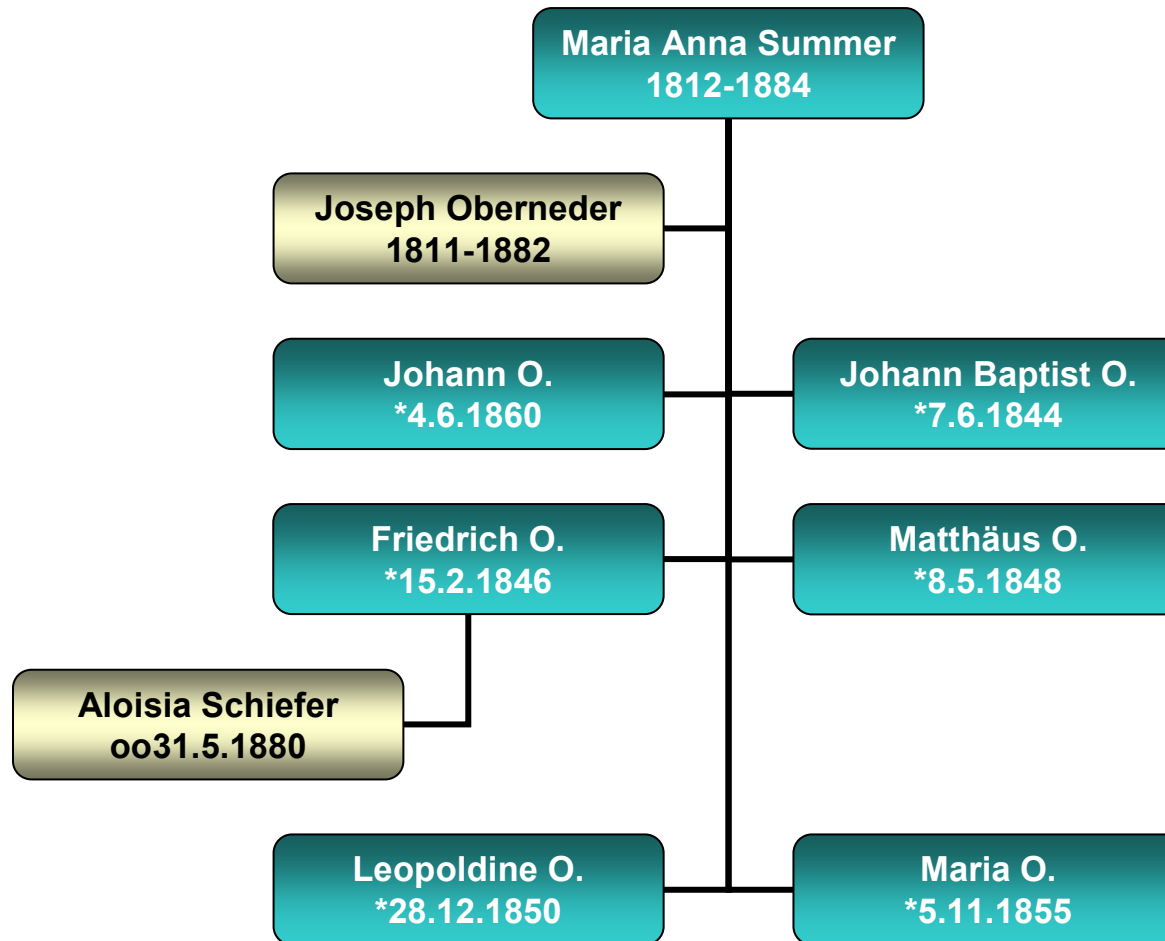 Maria Anna Summer
1812-1884
Joseph Oberneder
1811-1882
Johann O.
*4.6.1860
Johann Baptist O.
*7.6.1844
Friedrich O.
*15.2.1846
Matthäus O.
*8.5.1848
Aloisia Schiefer
oo31.5.1880
Leopoldine O.
*28.12.1850
Maria O.
*5.11.1855